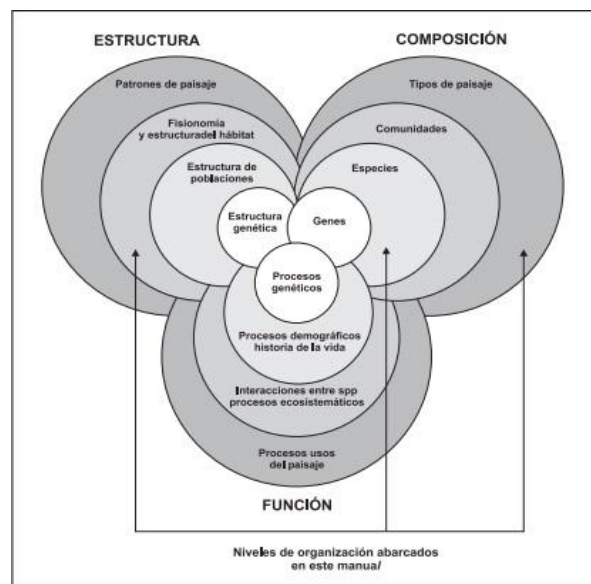 ESTRUCTURA
COMPOSICIÓN
Patrones de paisaje
Tipos de paisaje
Fisionomía
y estructuradel hábitat
Comunidades
Estructura de
poblaciones
Especies
Estructura
genética
Genes
Procesos
genéticos
Procesos demográficos
historia de la vida
Interacciones entre spp
procesos ecosistemáticos
Procesos usos
del paisaje
FUNCIÓN
Niveles de organización abarcados
en este manual